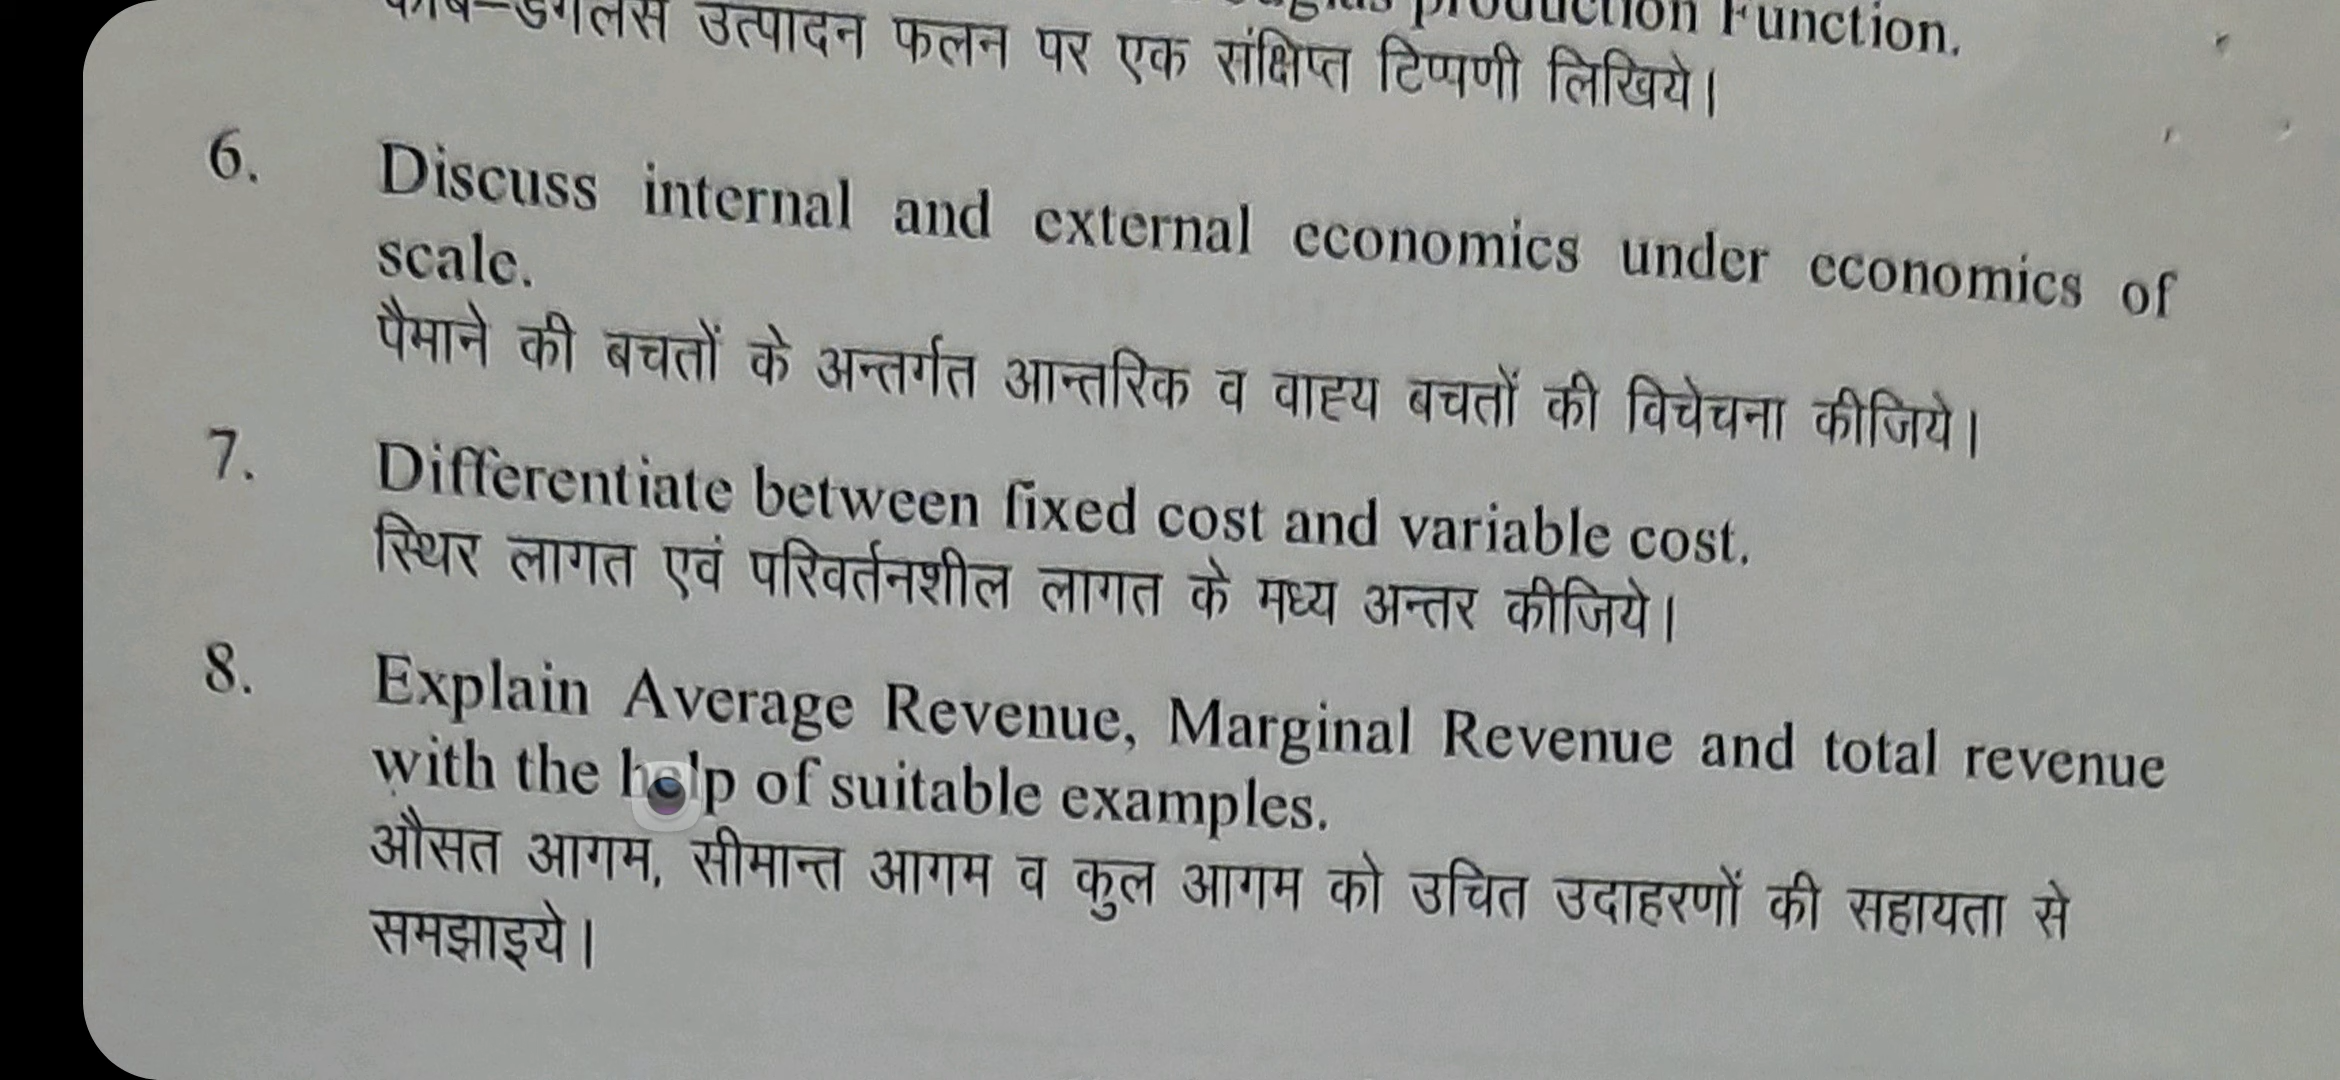 काब–डगलस उत्पादन फलन पर एक संक्षिप्त टिप्पणी लिखिये।
production Function.
6. Discuss internal and external economics under economics of
scale.
पैमाने की बचतों के अन्तर्गत आन्तरिक व वाह्य बचतों की विचेचना कीजिये।
7. Differentiate between fixed cost and variable cost.
स्थिर लागत एवं परिवर्तनशील लागत के मध्य अन्तर कीजिये।
8. Explain Average Revenue, Marginal Revenue and total revenue
with the help of suitable examples.
औसत आगम, सीमान्त आगम व कुल आगम को उचित उदाहरणों की सहायता से
समझाइये।